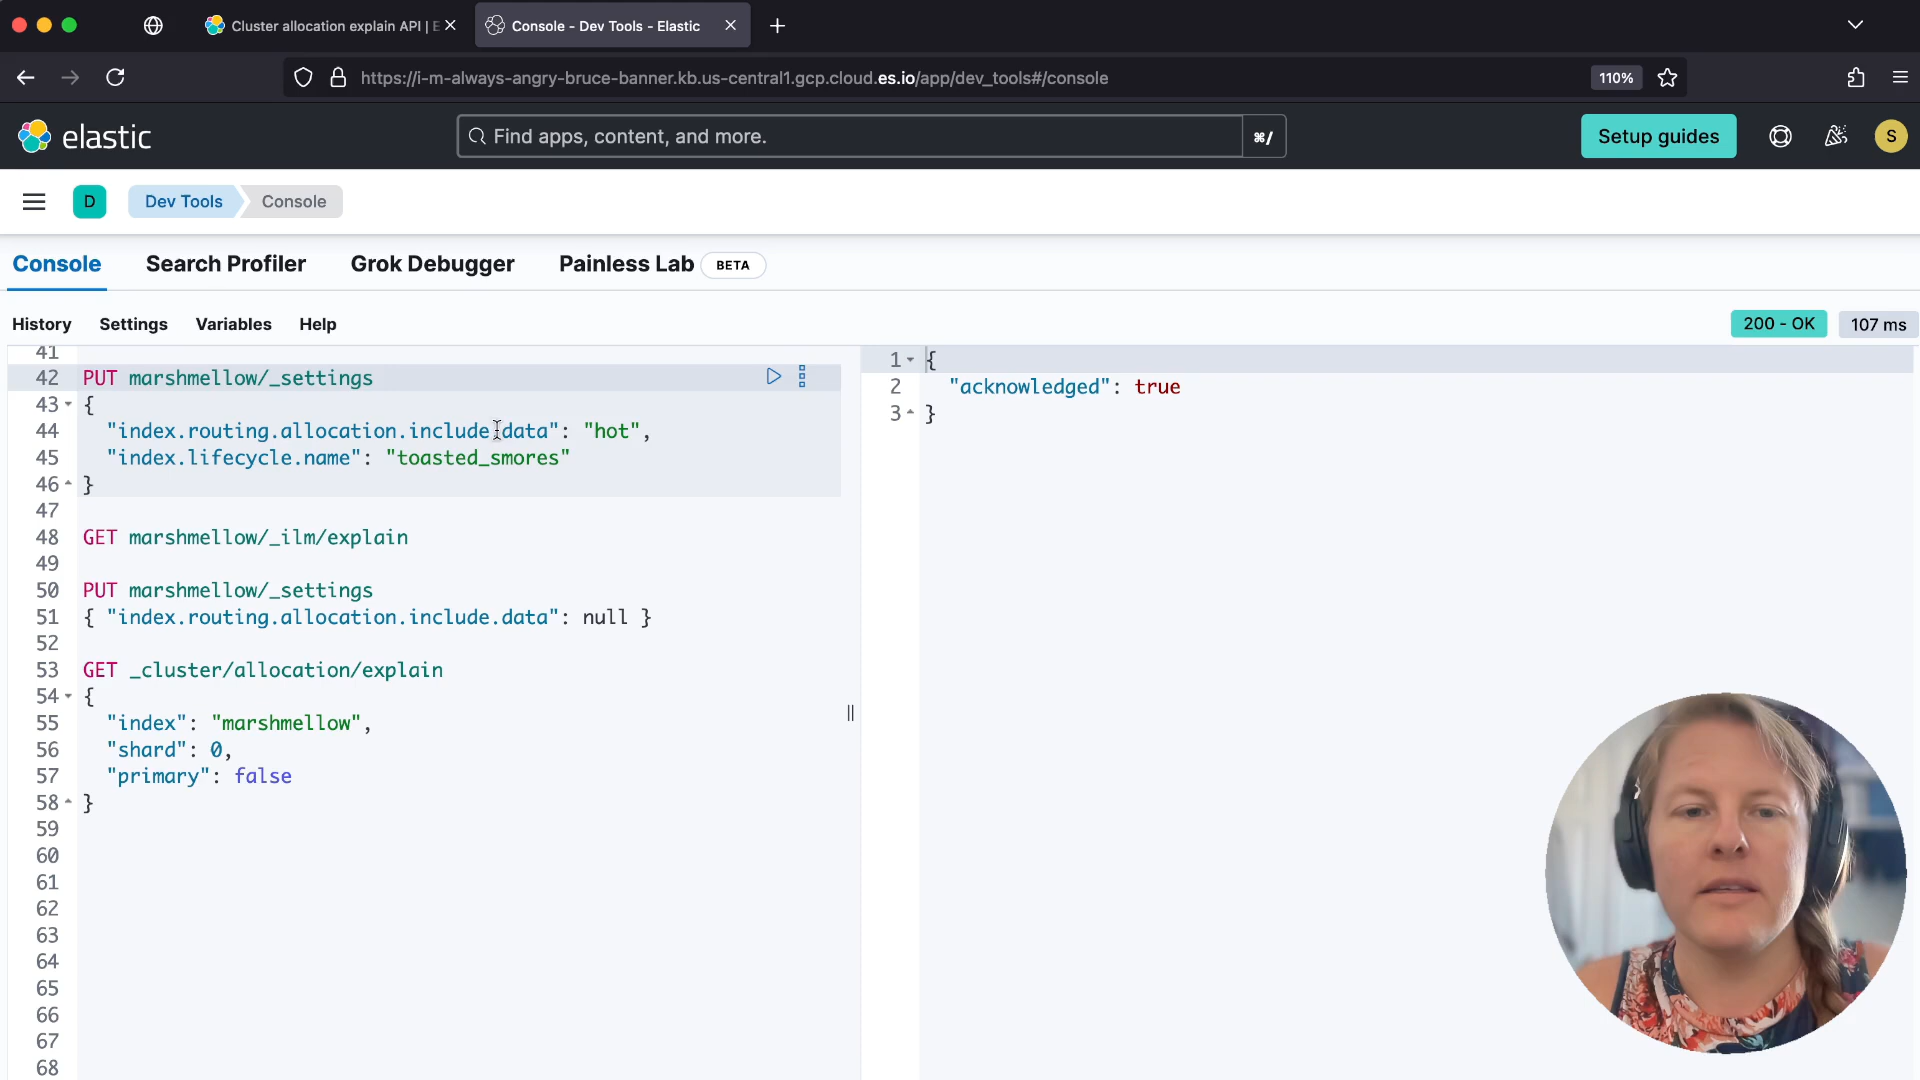 Cluster allocation explain API | E
Console - Dev Tools - Elastic
https://i-m-always-angry-bruce-banner.kb.us-central1.gcp.cloud.es.io/app/dev_tools#/console
110%
elastic
Find apps, content, and more.
⌘/
Setup guides
S
D
Dev Tools
Console
Console
Search Profiler
Grok Debugger
Painless Lab
BETA
History
Settings
Variables
Help
200 - OK
107 ms
41
42 PUT marshmellow/_settings
43 {
44 "index.routing.allocation.include.data": "hot",
45 "index.lifecycle.name": "toasted_smores"
46 }
47
48 GET marshmellow/_ilm/explain
49
50 PUT marshmellow/_settings
51 { "index.routing.allocation.include.data": null }
52
53 GET _cluster/allocation/explain
54 {
55 "index": "marshmellow",
56 "shard": 0,
57 "primary": false
58 }
59
60
61
62
63
64
65
66
67
68
1 {
2 "acknowledged": true
3 }